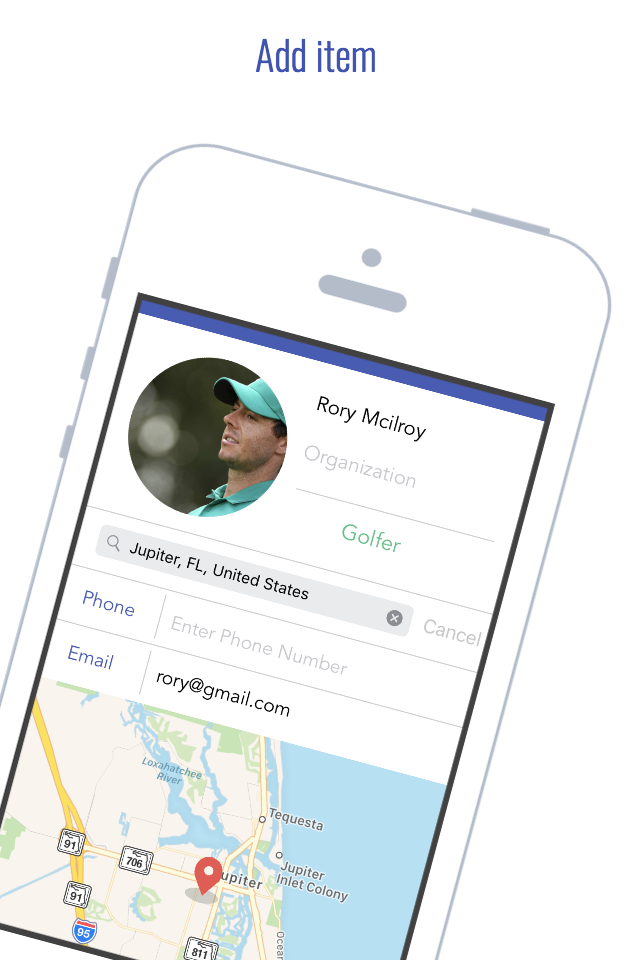 Add item
Rory Mcilroy
Organization
Golfer
Jupiter, FL, United States
Cancel
Phone
Enter Phone Number
Email
rory@gmail.com
Loxahatchee
River
Tequesta
Jupiter
Inlet Colony
91
706
upiter
91
95
811
Ocean